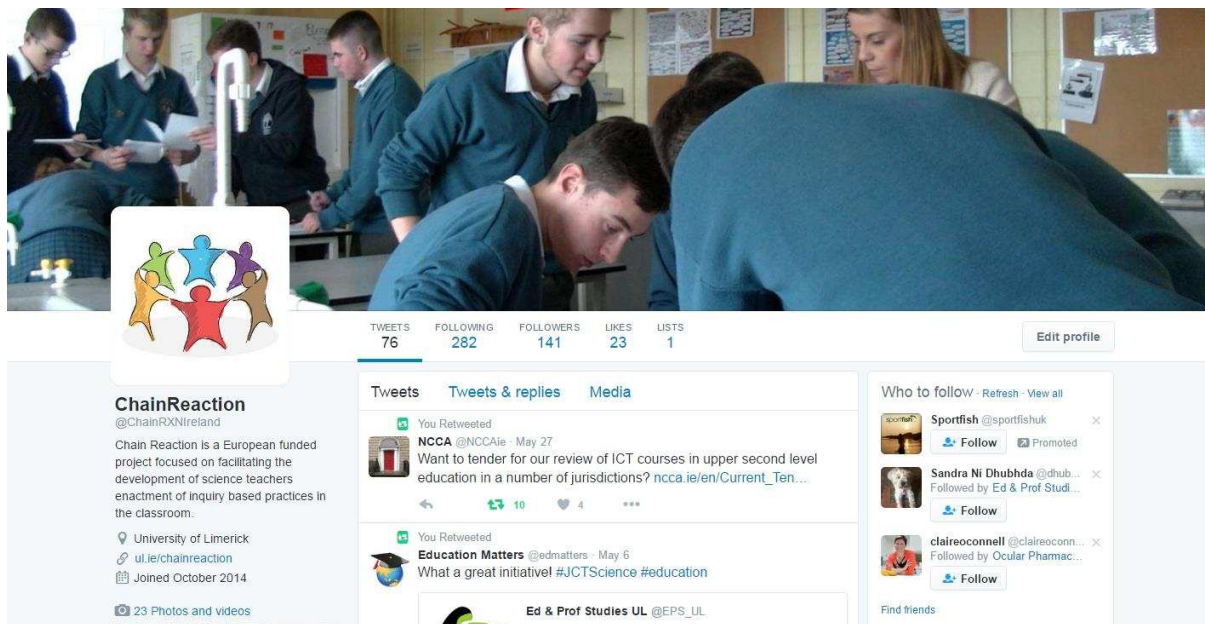 TWEETS FOLLOWING FOLLOWERS LIKES LISTS
76 282 141 23 1
Edit profile
ChainReaction
@ChainRXNIreland
Chain Reaction is a European funded
project focused on facilitating the
development of science teachers
enactment of inquiry based practices in
the classroom.
University of Limerick
ul.ie/chainreaction
Joined October 2014
23 Photos and videos
Tweets Tweets & replies Media
You Retweeted
NCCA @NCCAie · May 27
Want to tender for our review of ICT courses in upper second level
education in a number of jurisdictions? ncca.ie/en/Current_Ten...
10 4
You Retweeted
Education Matters @edmatters · May 6
What a great initiative! #JCTScience #education
Ed & Prof Studies UL @EPS_UL
Who to follow · Refresh · View all
sportfish
Sportfish @sportfishuk
Follow Promoted
Sandra Ní Dhubhda @dhub...
Followed by Ed & Prof Studi...
Follow
claireoconnell @claireoconn...
Followed by Ocular Pharmac...
Follow
Find friends